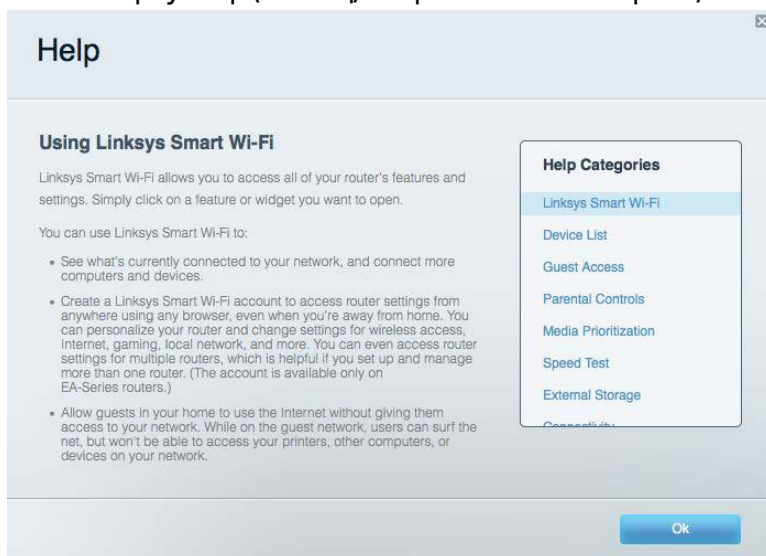 Help
Using Linksys Smart Wi-Fi
Linksys Smart Wi-Fi allows you to access all of your router's features and
settings. Simply click on a feature or widget you want to open.
You can use Linksys Smart Wi-Fi to:
• See what's currently connected to your network, and connect more
computers and devices.
• Create a Linksys Smart Wi-Fi account to access router settings from
anywhere using any browser, even when you're away from home. You
can personalize your router and change settings for wireless access,
Internet, gaming, local network, and more. You can even access router
settings for multiple routers, which is helpful if you set up and manage
more than one router. (The account is available only on
EA-Series routers.)
• Allow guests in your home to use the Internet without giving them
access to your network. While on the guest network, users can surf the
net, but won't be able to access your printers, other computers, or
devices on your network.
Help Categories
Linksys Smart Wi-Fi
Device List
Guest Access
Parental Controls
Media Prioritization
Speed Test
External Storage
Connectivity
Ok